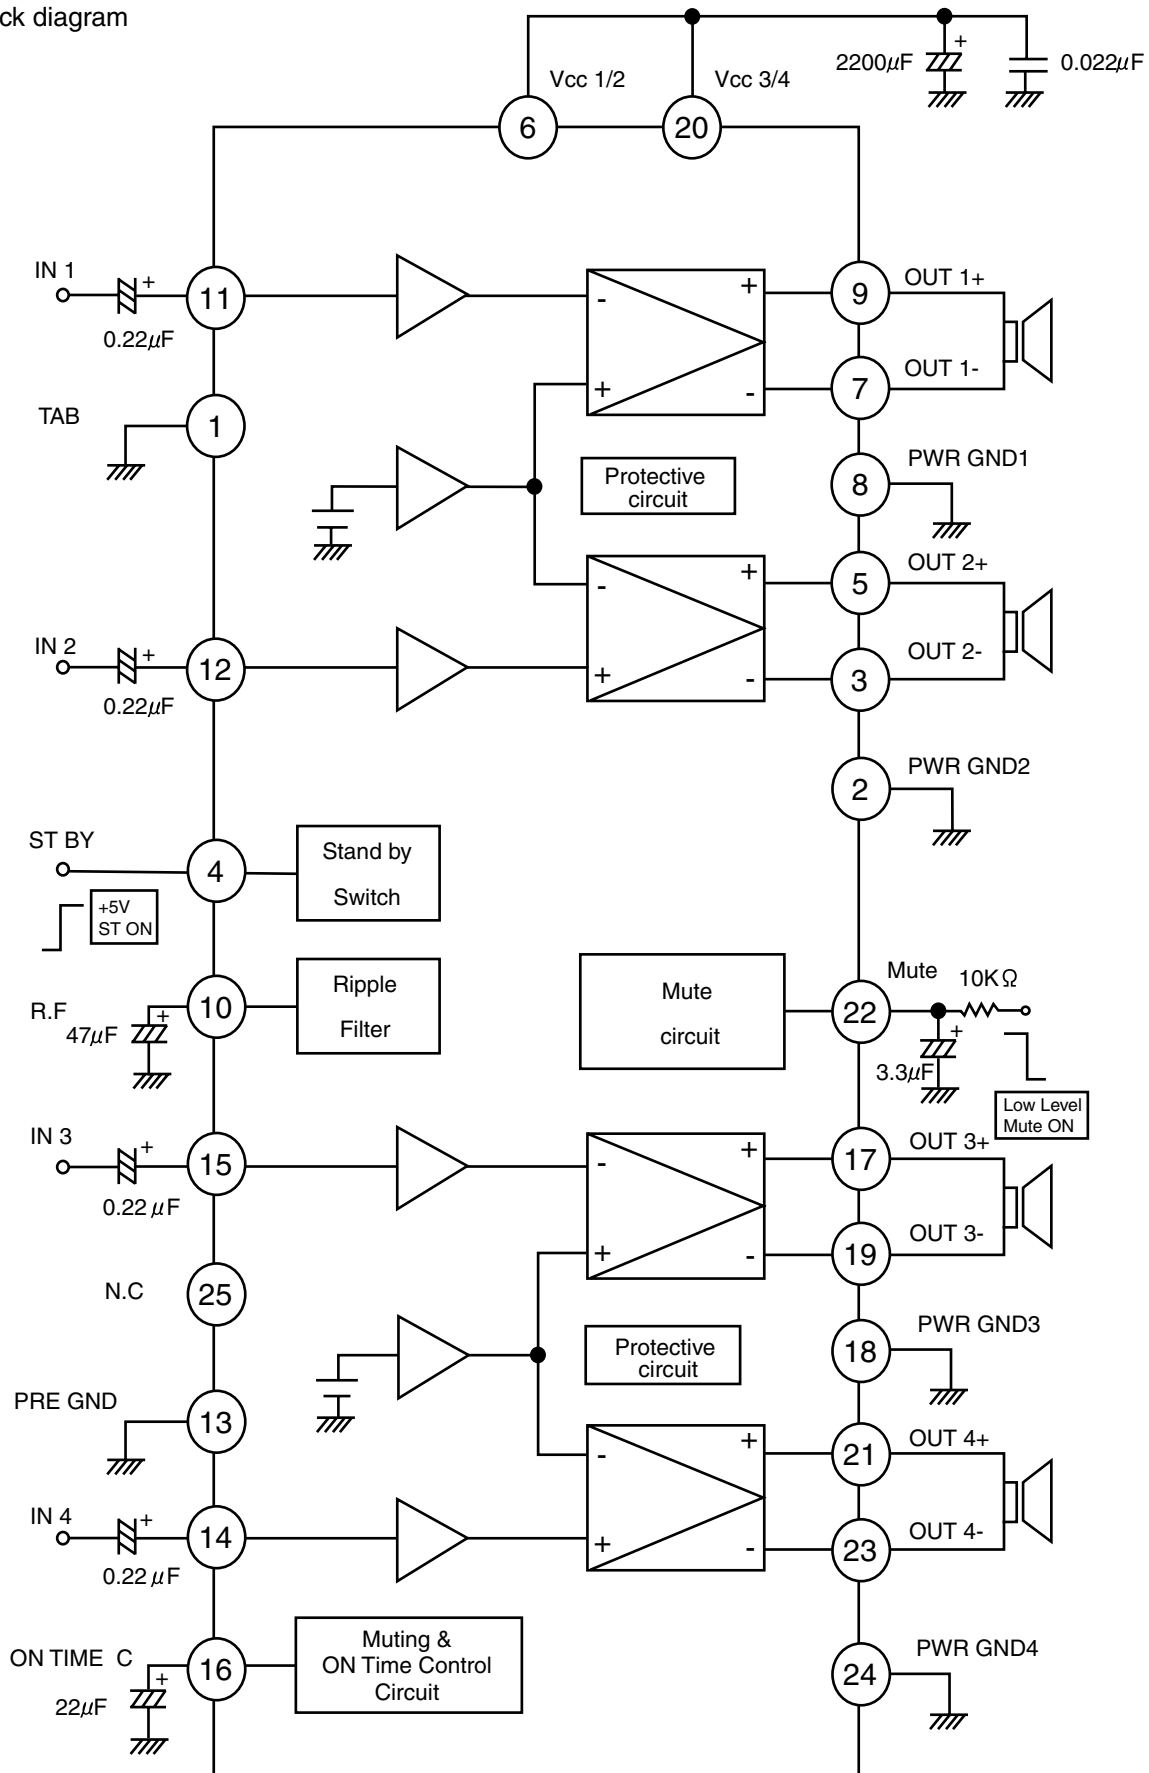 ck diagram
2200μF
+
0.022μF
Vcc 1/2
Vcc 3/4
6
20
IN 1
+
0.22μF
11
-
+
+
-
9
OUT 1+
7
OUT 1-
TAB
1
Protective
circuit
8
PWR GND1
-
+
+
-
5
OUT 2+
3
OUT 2-
IN 2
+
0.22μF
12
2
PWR GND2
ST BY
4
Stand by
Switch
+5V
ST ON
R.F
47μF
+
10
Ripple
Filter
Mute
circuit
22
Mute
10KΩ
+
3.3μF
Low Level
Mute ON
IN 3
+
0.22 μF
15
-
+
+
-
17
OUT 3+
19
OUT 3-
N.C
25
Protective
circuit
18
PWR GND3
PRE GND
13
-
+
+
-
21
OUT 4+
23
OUT 4-
IN 4
+
0.22 μF
14
ON TIME C
+
22μF
16
Muting &
ON Time Control
Circuit
24
PWR GND4